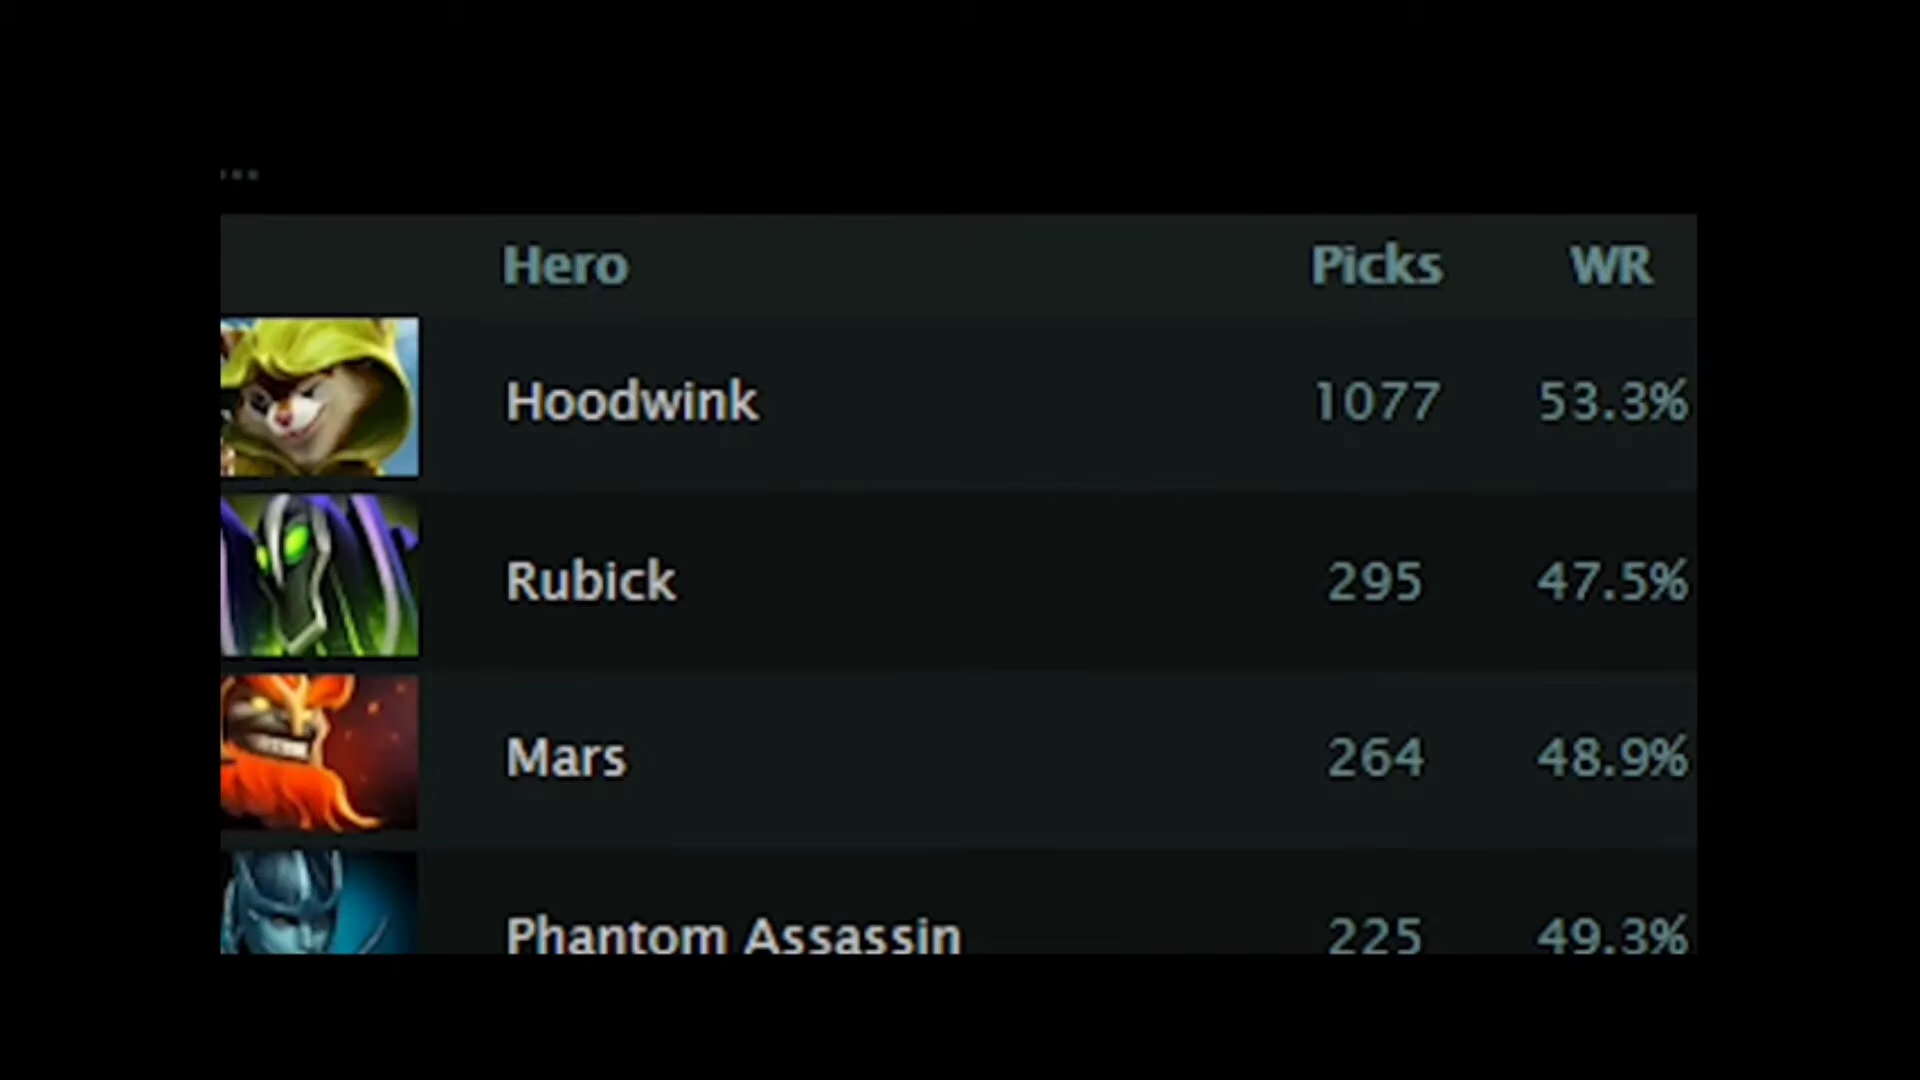 ...
Hero Picks WR
Hoodwink 1077 53.3%
Rubick 295 47.5%
Mars 264 48.9%
Phantom Assassin 225 49.3%